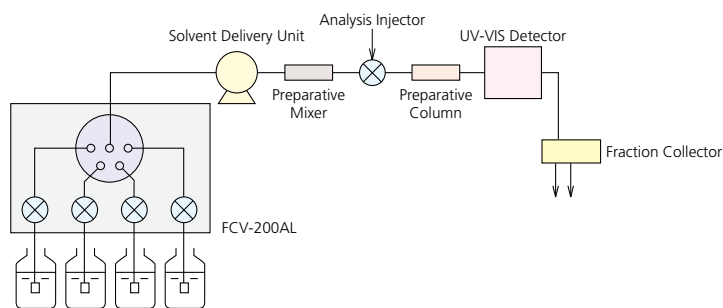 Analysis Injector
Solvent Delivery Unit
UV-VIS Detector
Preparative
Mixer
Preparative
Column
Fraction Collector
FCV-200AL